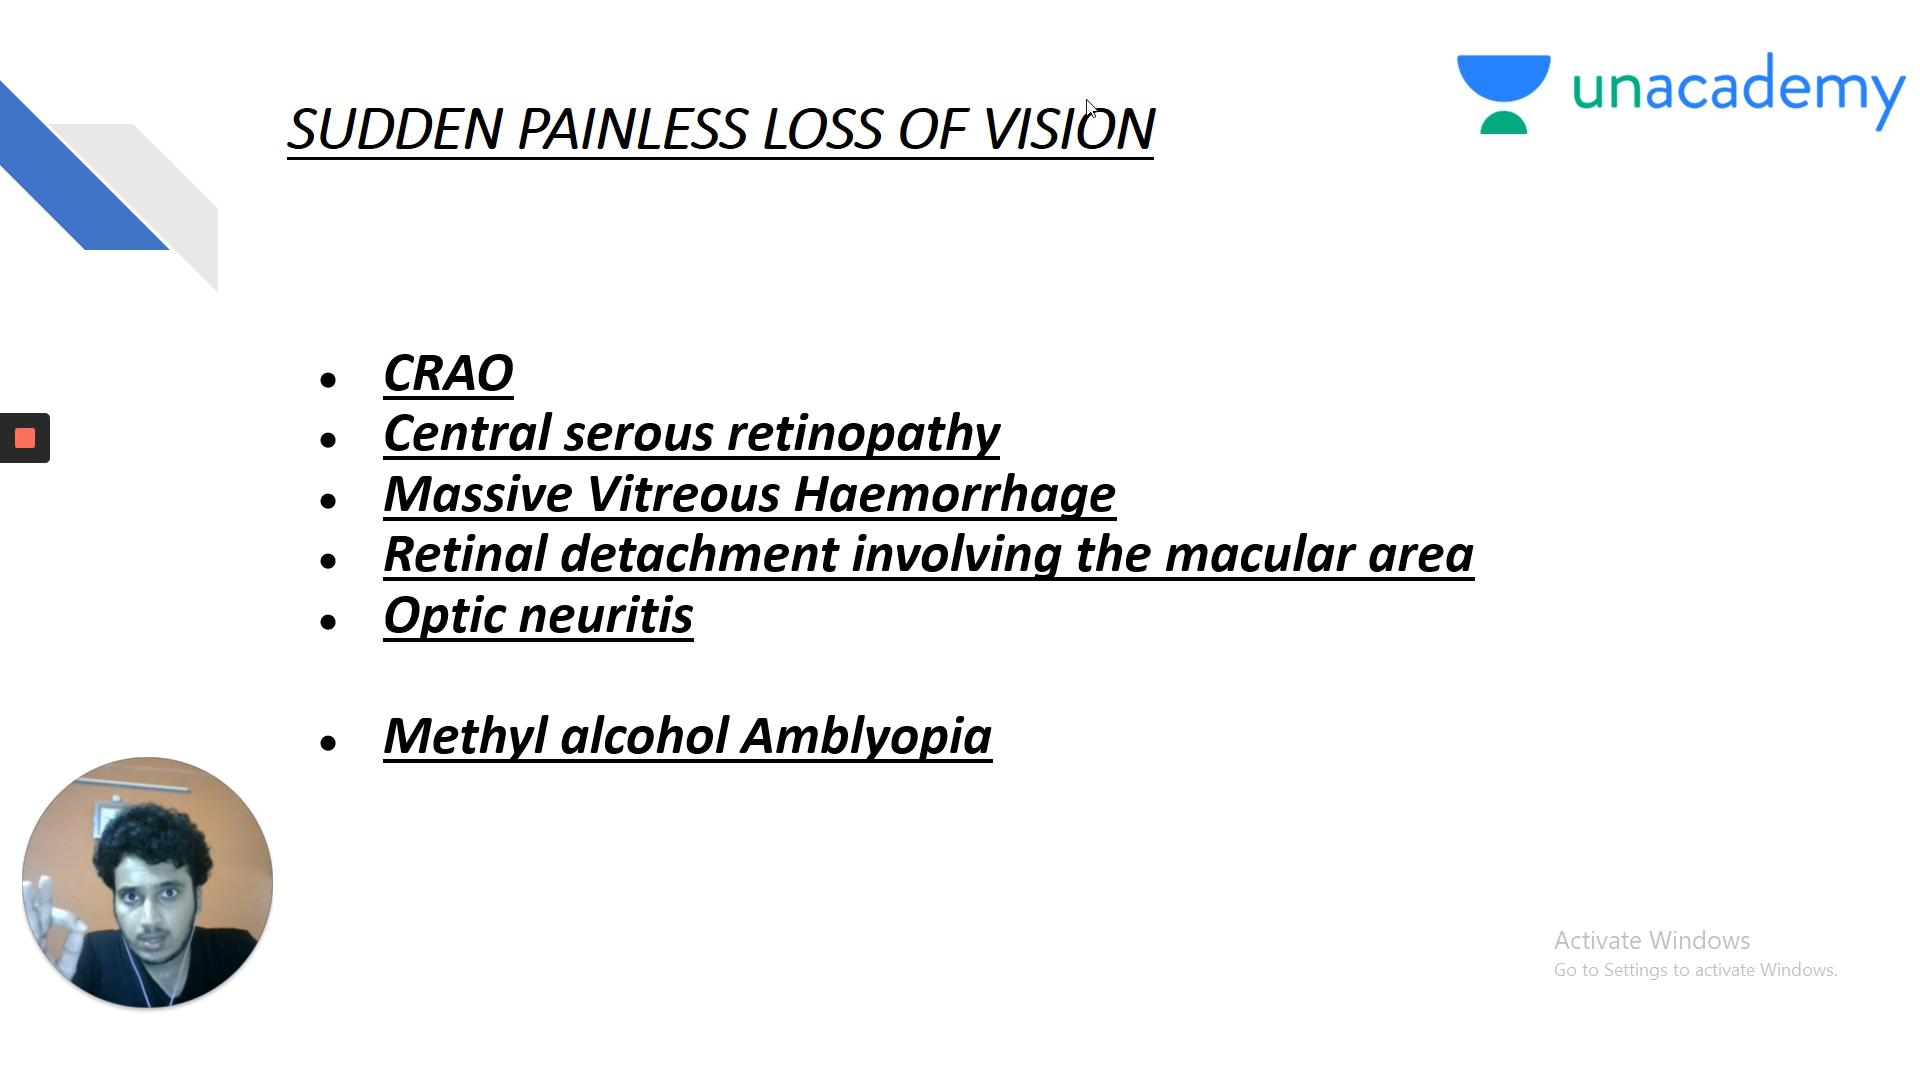 unacademy
SUDDEN PAINLESS LOSS OF VISION
CRAO
Central serous retinopathy
Massive Vitreous Haemorrhage
Retinal detachment involving the macular area
Optic neuritis
Methyl alcohol Amblyopia
Activate Windows
Go to Settings to activate Windows.